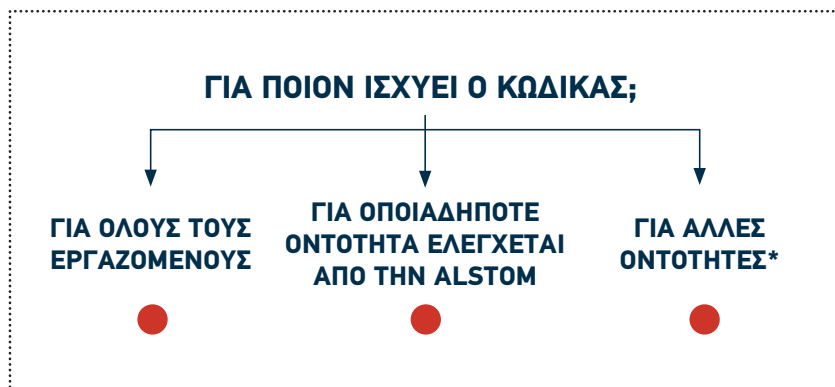 ΓΙΑ ΠΟΙΟΝ ΙΣΧΥΕΙ Ο ΚΩΔΙΚΑΣ;
ΓΙΑ ΟΛΟΥΣ ΤΟΥΣ
ΕΡΓΑΖΟΜΕΝΟΥΣ
ΓΙΑ ΟΠΟΙΑΔΗΠΟΤΕ
ΟΝΤΟΤΗΤΑ ΕΛΕΓΧΕΤΑΙ
ΑΠΟ ΤΗΝ ALSTOM
ΓΙΑ ΑΛΛΕΣ
ΟΝΤΟΤΗΤΕΣ*